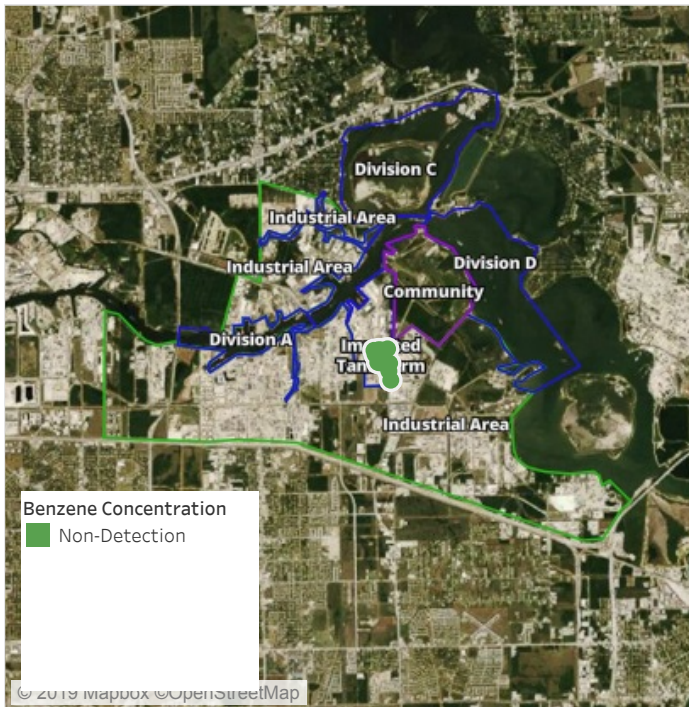 Division C
Industrial Area
Industrial Area
Division D
Community
Division A
Industrial Area
Benzene Concentration
Non-Detection
© 2019 Mapbox ©OpenStreetMap